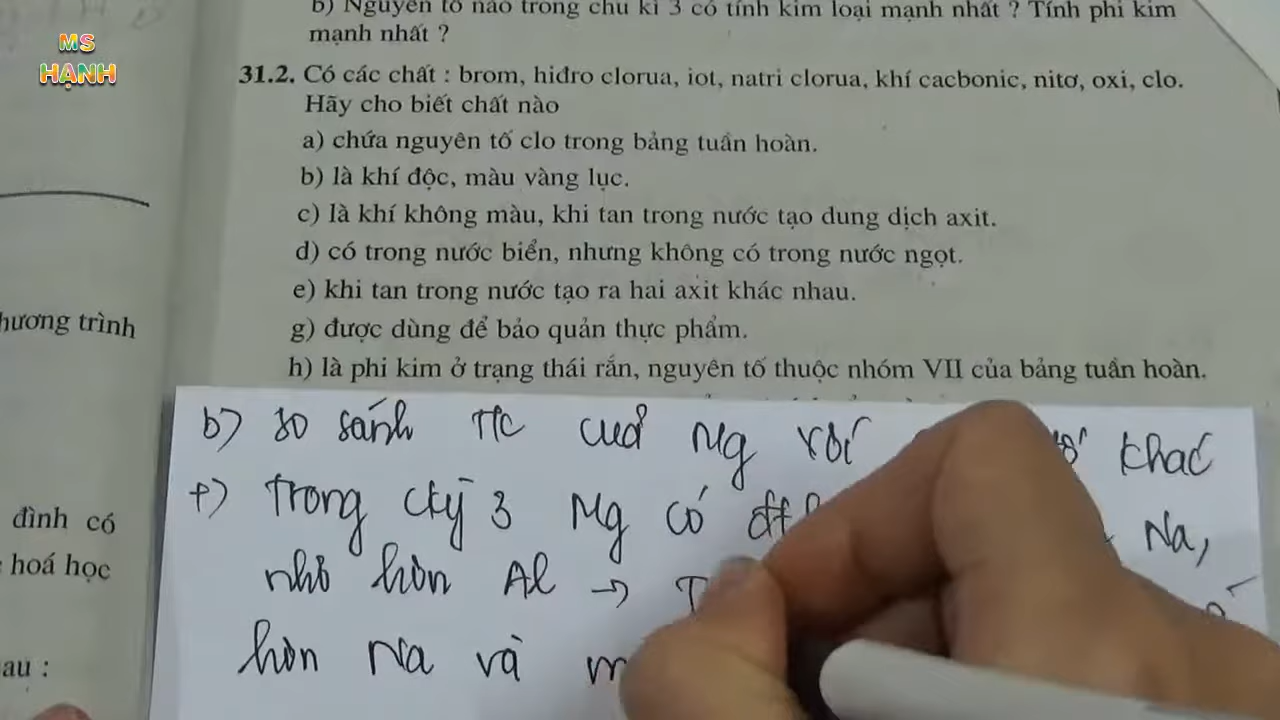 b) Nguyên tố nào trong chu kì 3 có tính kim loại mạnh nhất ? Tính phi kim
mạnh nhất ?
MS
HẠNH
31.2. Có các chất : brom, hiđro clorua, iot, natri clorua, khí cacbonic, nitơ, oxi, clo.
Hãy cho biết chất nào
a) chứa nguyên tố clo trong bảng tuần hoàn.
b) là khí độc, màu vàng lục.
c) là khí không màu, khi tan trong nước tạo dung dịch axit.
d) có trong nước biển, nhưng không có trong nước ngọt.
e) khi tan trong nước tạo ra hai axit khác nhau.
g) được dùng để bảo quản thực phẩm.
h) là phi kim ở trạng thái rắn, nguyên tố thuộc nhóm VII của bảng tuần hoàn.
hương trình
đình có
hoá học
au :
b) so sánh t/c của Mg với khác
+) Trong ckỳ 3 Mg có Na,
nhỏ hơn Al →
hơn Na và